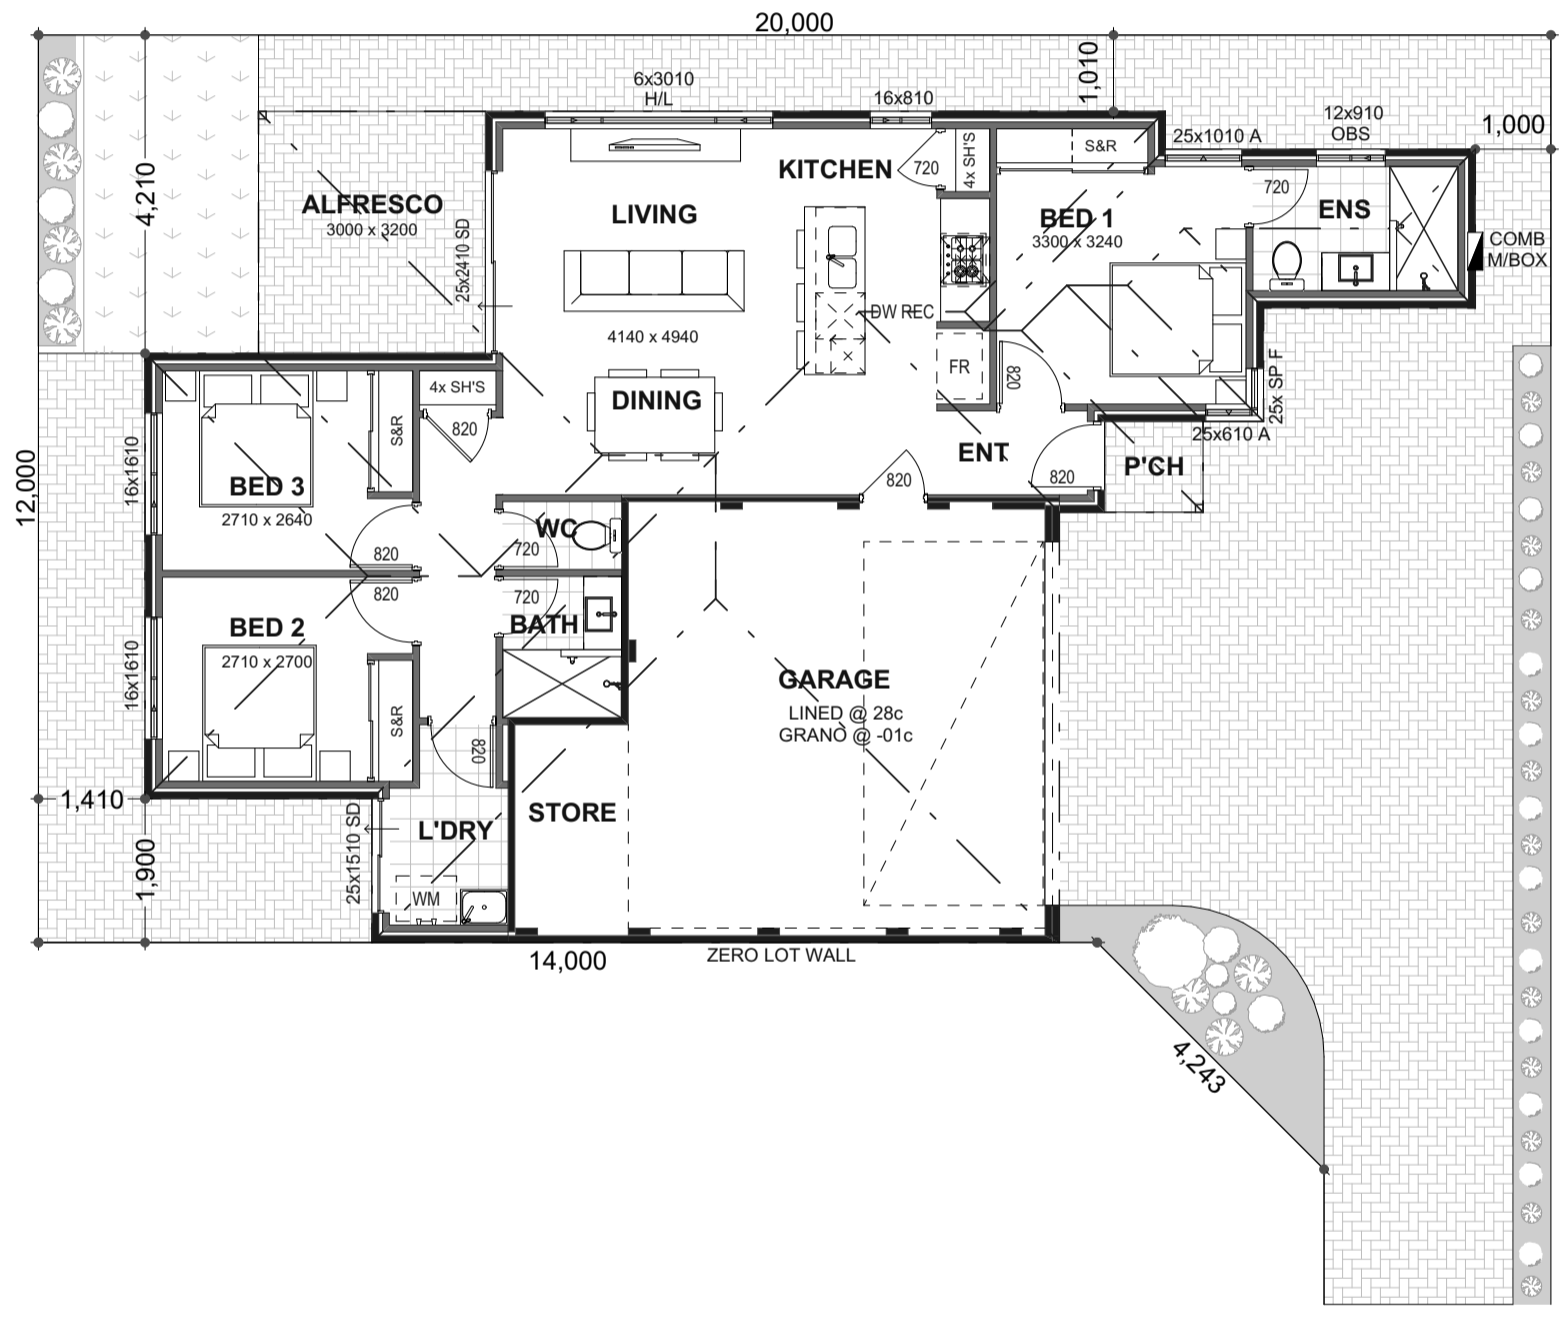 20,000
1,010
6x3010
H/L
16x810
12x910
OBS
1,000
25x1010 A
4,210
ALFRESCO
3000 x 3200
25x2410 SD
LIVING
4140 x 4940
KITCHEN
720
4x SH'S
S&R
BED 1
3300 x 3240
720
ENS
COMB
M/BOX
DW REC
FR
820
25x SP F
25x610 A
DINING
4x SH'S
820
S&R
12,000
16x1610
BED 3
2710 x 2640
820
ENT
820
820
P'CH
WC
720
820
720
BATH
BED 2
2710 x 2700
16x1610
S&R
820
GARAGE
LINED @ 28c
GRANO @ -01c
STORE
1,410
1,900
25x1510 SD
L'DRY
WM
14,000
ZERO LOT WALL
4,243